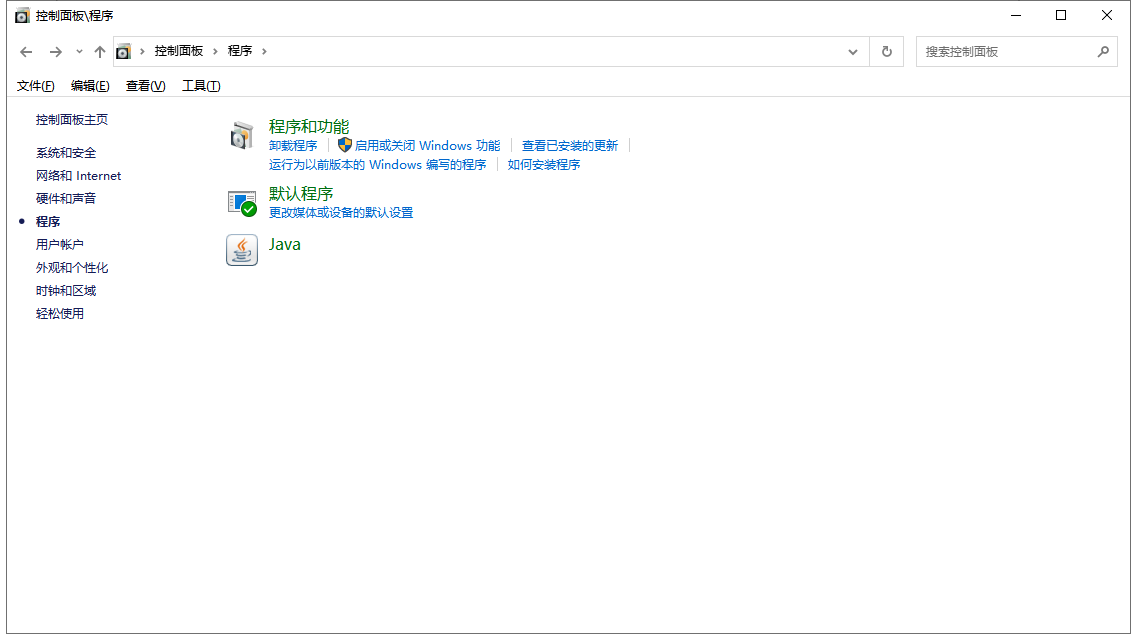 控制面板\程序
控制面板 程序 搜索控制面板
文件(F) 编辑(E) 查看(V) 工具(T)
控制面板主页
系统和安全
网络和 Internet
硬件和声音
程序
用户帐户
外观和个性化
时钟和区域
轻松使用
程序和功能
卸载程序 启用或关闭 Windows 功能 查看已安装的更新
运行为以前版本的 Windows 编写的程序 如何安装程序
默认程序
更改媒体或设备的默认设置
Java